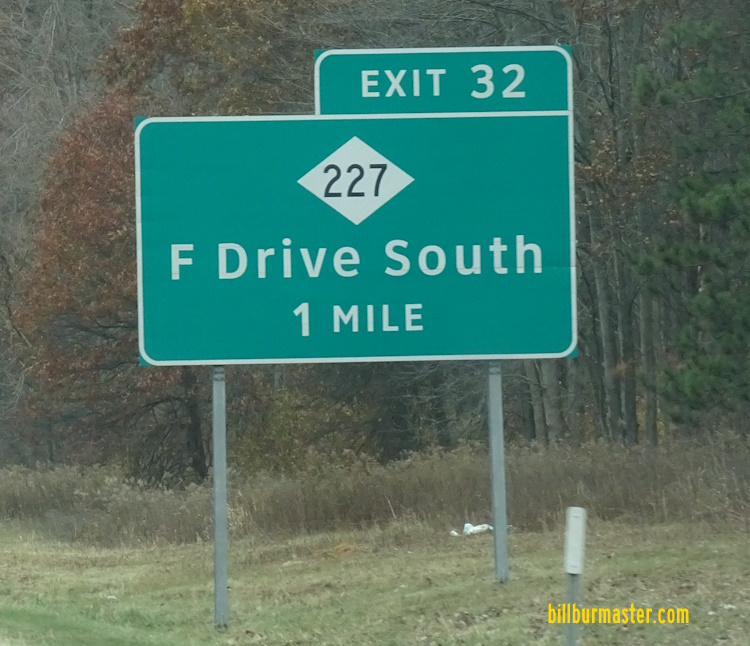 EXIT 32
227
F Drive South
1 MILE
billburmaster.com